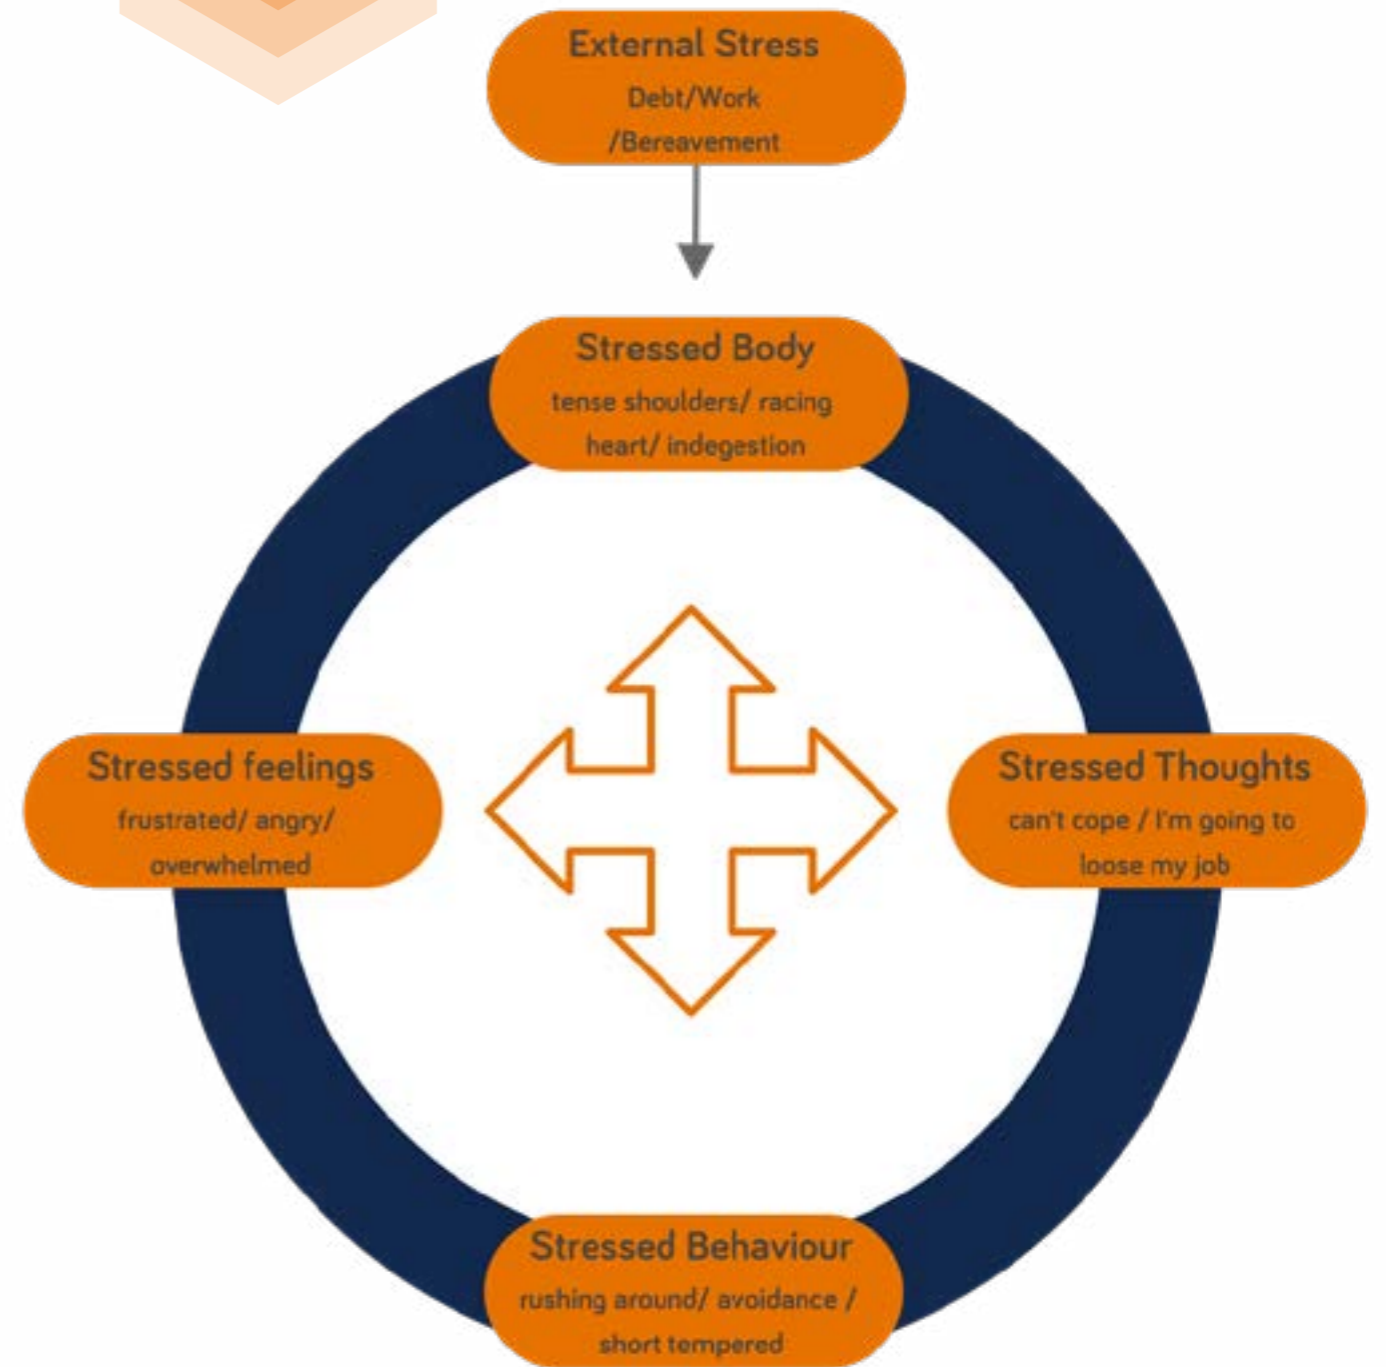 External Stress
Debt/Work
/Bereavement
Stressed Body
tense shoulders/ racing
heart/ indegestion
Stressed feelings
frustrated/ angry/
overwhelmed
Stressed Thoughts
can't cope / I'm going to
loose my job
Stressed Behaviour
rushing around/ avoidance /
short tempered